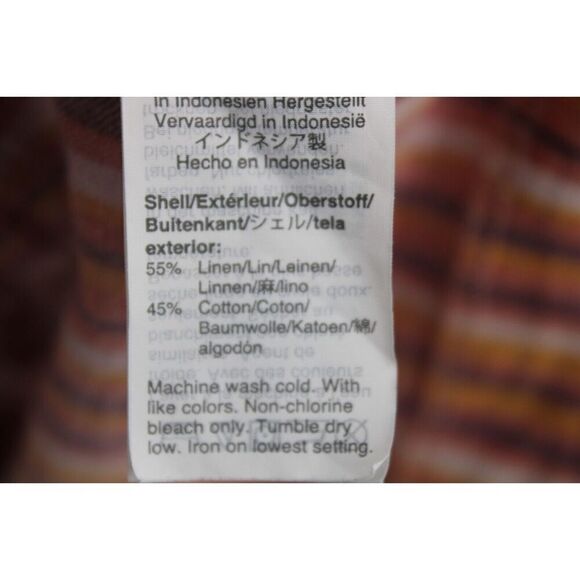 in Indonesien Hergestellt
Vervaardigd in Indonesië
インドネシア製
Hecho en Indonesia
Shell/Extérieur/Oberstoff/
Buitenkant/シェル/tela
exterior:
55% Linen/Lin/Leinen/
Linnen/麻/lino
45% Cotton/Coton/
Baumwolle/Katoen/綿/
algodón
Machine wash cold. With
like colors. Non-chlorine
bleach only. Tumble dry
low. Iron on lowest setting.